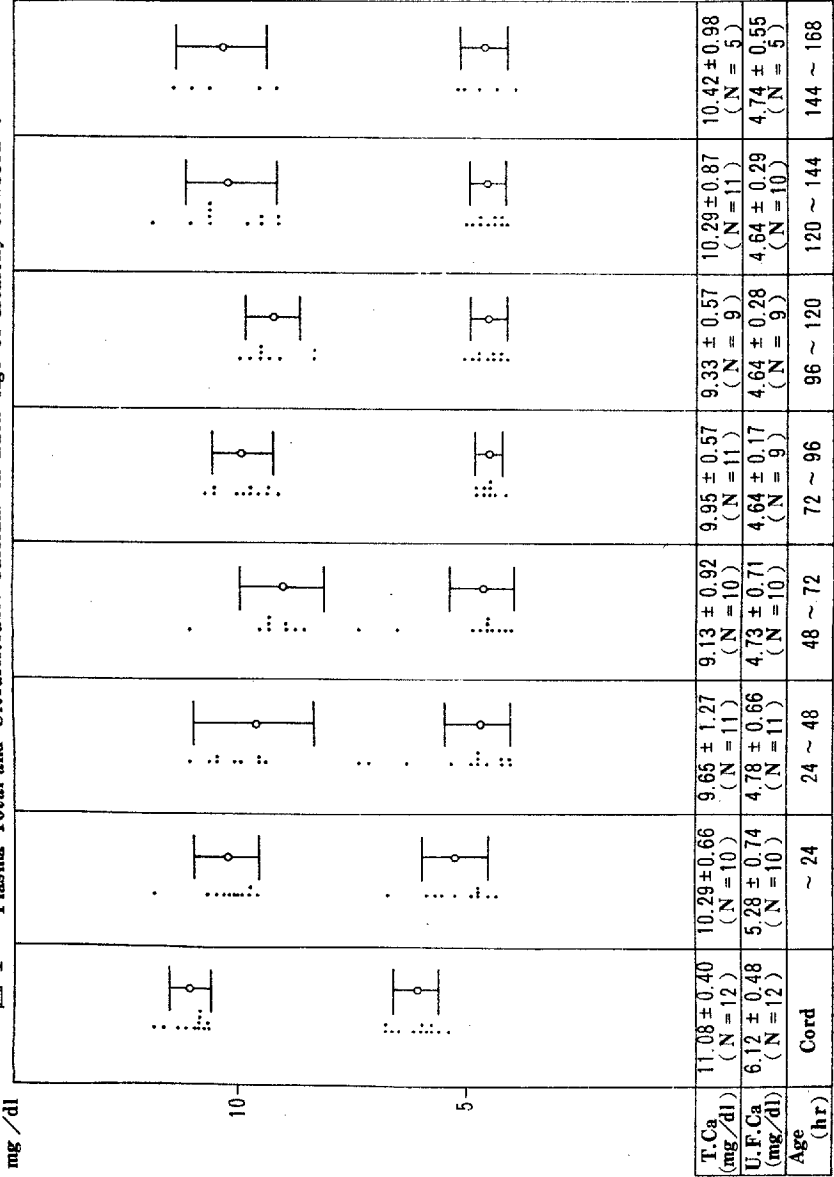 mg/dl
10
5
T.Ca (mg/dl) 11.08 ± 0.40 (N = 12) 10.29 ± 0.66 (N = 10) 9.65 ± 1.27 (N = 11) 9.13 ± 0.92 (N = 10) 9.95 ± 0.57 (N = 11) 9.33 ± 0.57 (N = 9) 10.29 ± 0.87 (N = 11) 10.42 ± 0.98 (N = 5)
U.F.Ca (mg/dl) 6.12 ± 0.48 (N = 12) 5.28 ± 0.74 (N = 10) 4.78 ± 0.66 (N = 11) 4.73 ± 0.71 (N = 10) 4.64 ± 0.17 (N = 9) 4.64 ± 0.28 (N = 9) 4.64 ± 0.29 (N = 10) 4.74 ± 0.55 (N = 5)
Age (hr) Cord ~ 24 24 ~ 48 48 ~ 72 72 ~ 96 96 ~ 120 120 ~ 144 144 ~ 168